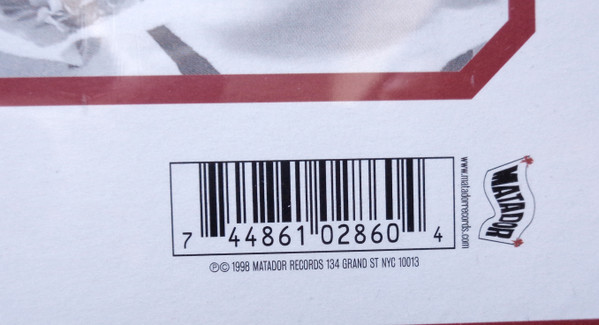 7 44861 02860 4
℗© 1998 MATADOR RECORDS 134 GRAND ST NYC 10013
www.matadorrecords.com
MATADOR